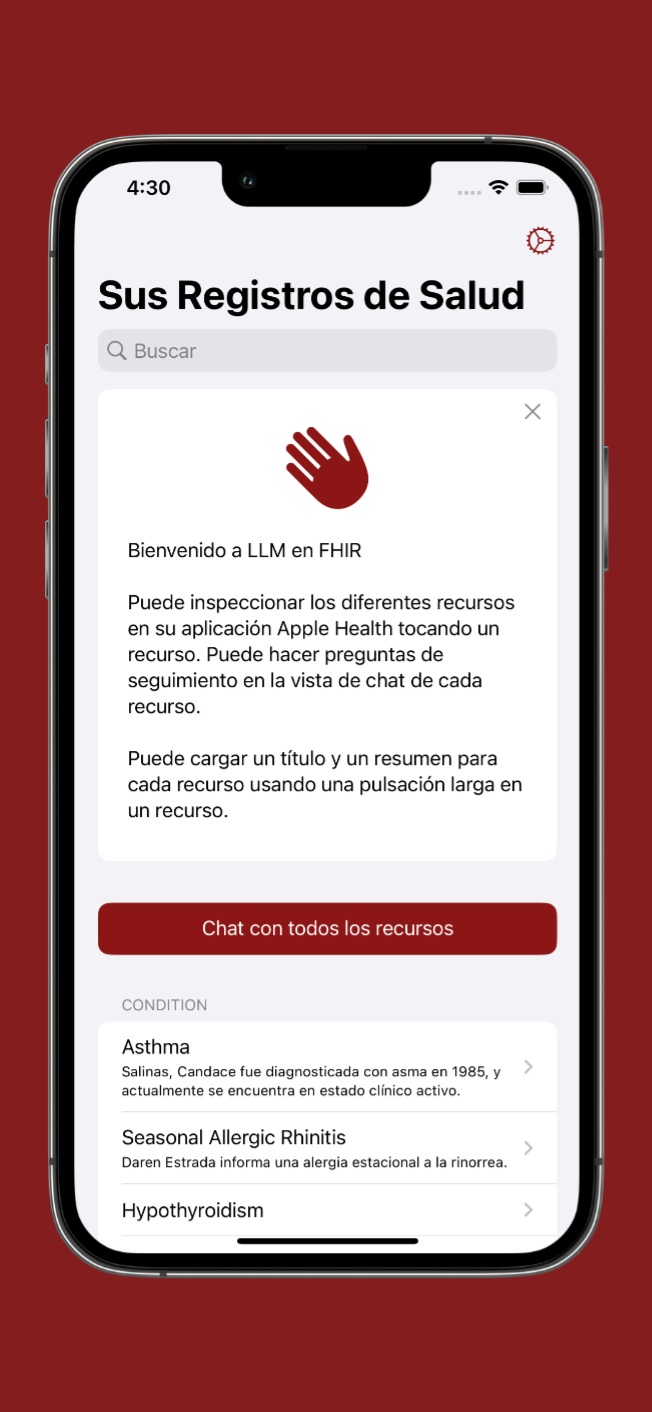 4:30
Sus Registros de Salud
Buscar
Bienvenido a LLM en FHIR
Puede inspeccionar los diferentes recursos
en su aplicación Apple Health tocando un
recurso. Puede hacer preguntas de
seguimiento en la vista de chat de cada
recurso.
Puede cargar un título y un resumen para
cada recurso usando una pulsación larga en
un recurso.
Chat con todos los recursos
CONDITION
Asthma
Salinas, Candace fue diagnosticada con asma en 1985, y
actualmente se encuentra en estado clínico activo.
Seasonal Allergic Rhinitis
Daren Estrada informa una alergia estacional a la rinorrea.
Hypothyroidism